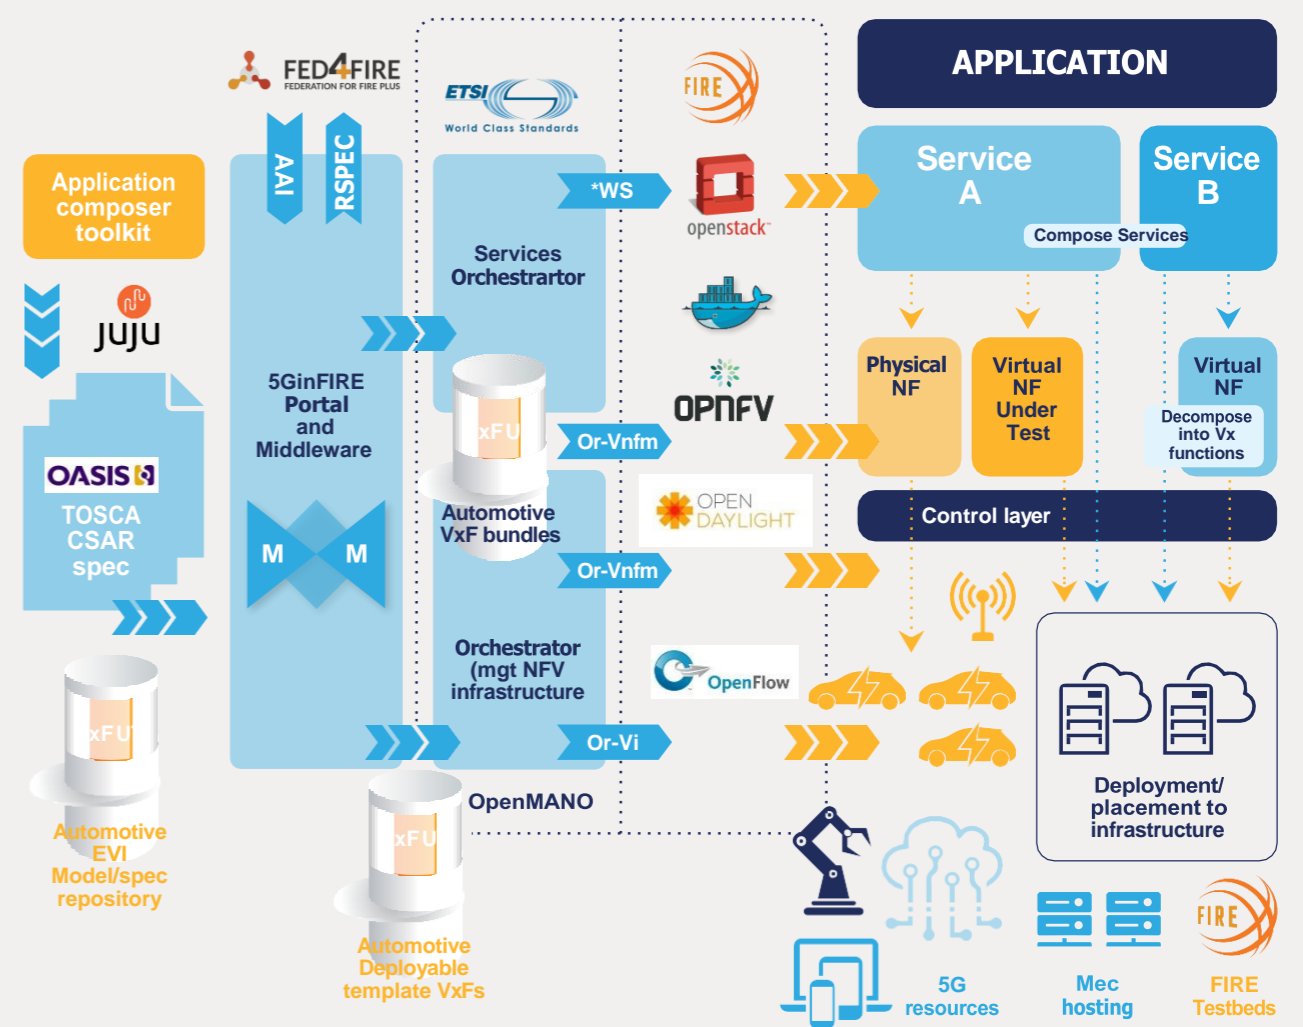 FED4FIRE
FEDERATION FOR FIRE PLUS
ETSI
World Class Standards
FIRE
APPLICATION
Application
composer
toolkit
AAI
RSPEC
*WS
openstack™
Service
A
Service
B
Compose Services
Services
Orchestrartor
juju
5GinFIRE
Portal
and
Middleware
xFU
OPNFV
Or-Vnfm
Physical
NF
Virtual
NF
Under
Test
Virtual
NF
Decompose
into Vx
functions
OASIS
TOSCA
CSAR
spec
M
M
Automotive
VxF bundles
OPEN
DAYLIGHT
Control layer
Or-Vnfm
Orchestrator
(mgt NFV
infrastructure
OpenFlow
Or-Vi
xFU
Automotive
EVI
Model/spec
repository
OpenMANO
xFU
Automotive
Deployable
template VxFs
Deployment/
placement to
infrastructure
5G
resources
Mec
hosting
FIRE
FIRE
Testbeds